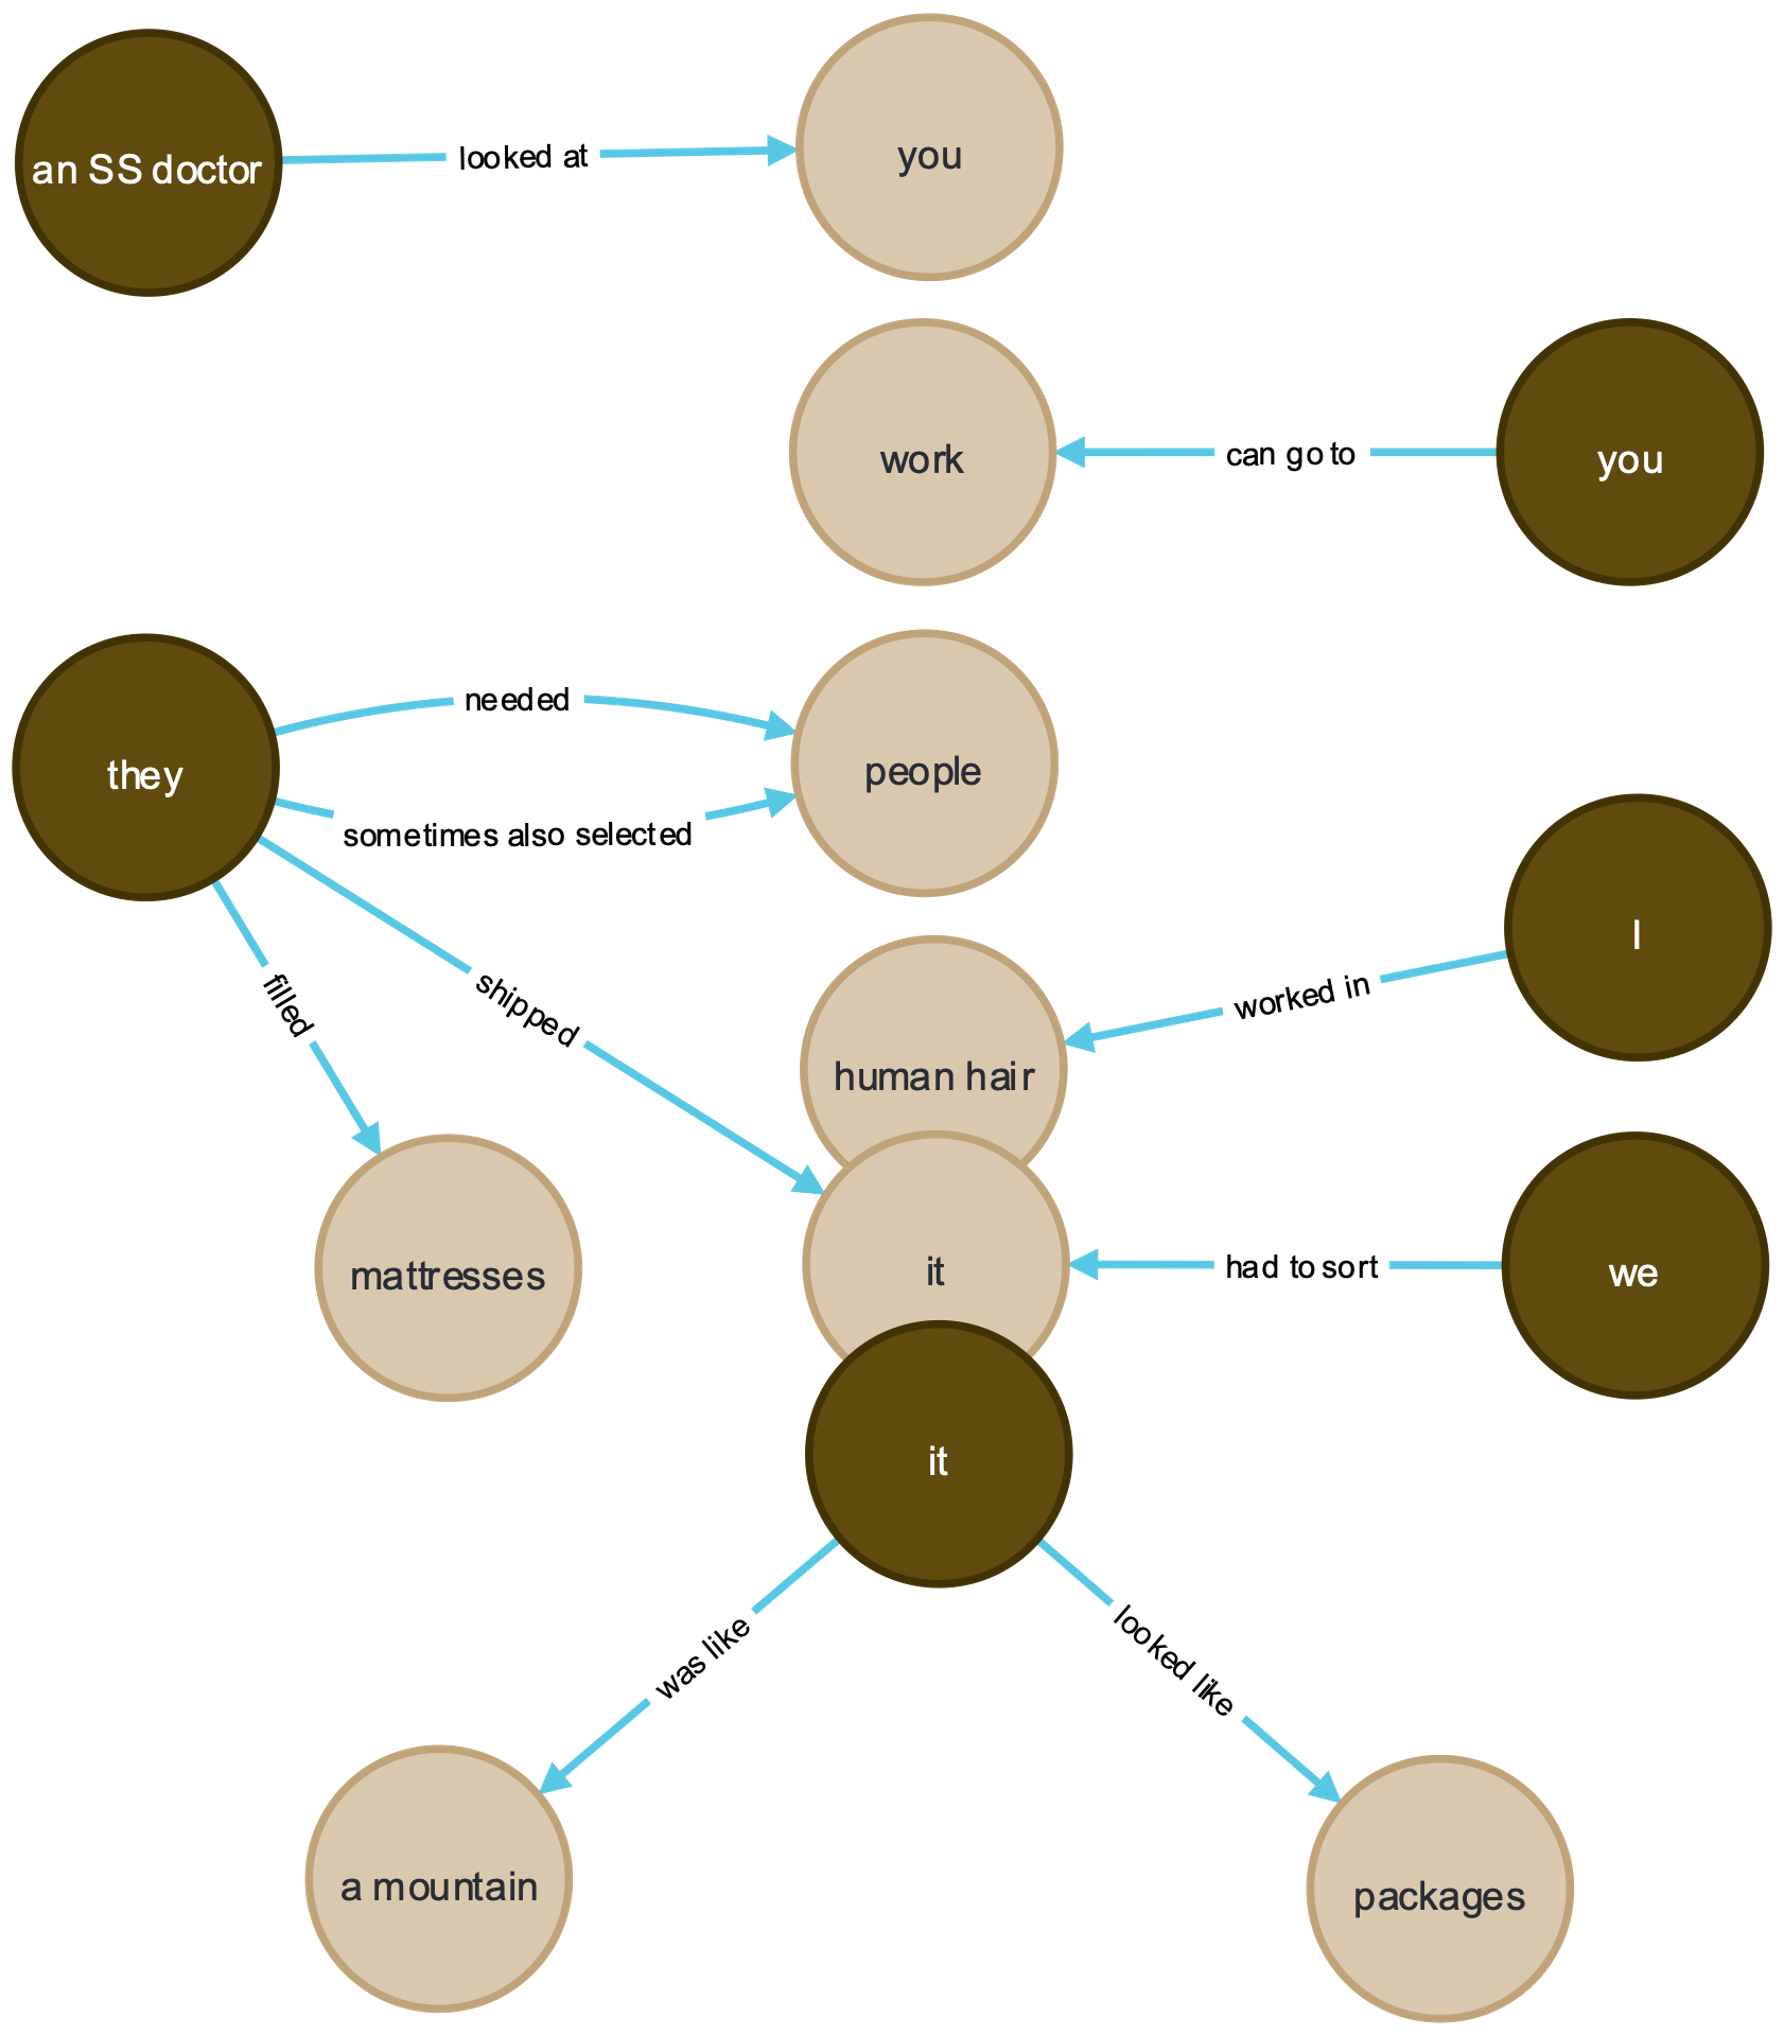 an SS doctor
looked at
you
work
can go to
you
they
needed
sometimes also selected
people
filled
shipped
I
worked in
human hair
mattresses
it
had to sort
we
it
was like
looked like
a mountain
packages